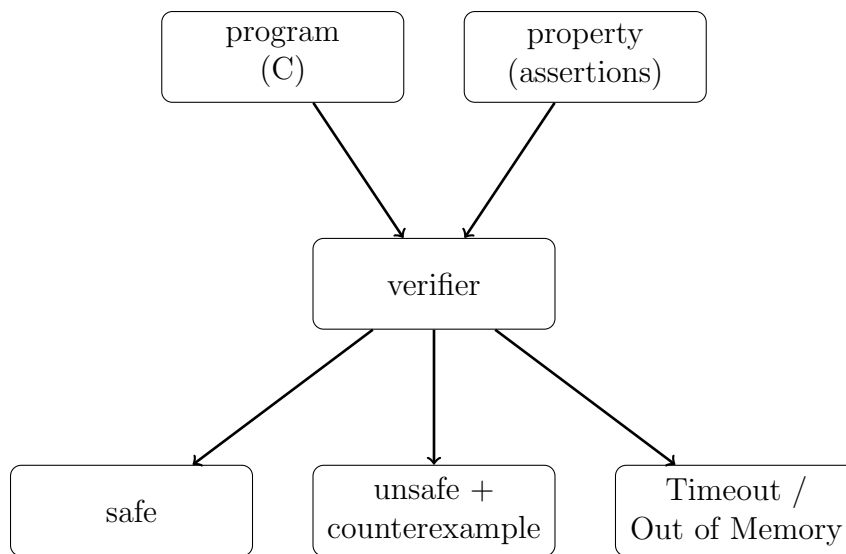 program
(C)
property
(assertions)
verifier
safe
unsafe +
counterexample
Timeout /
Out of Memory